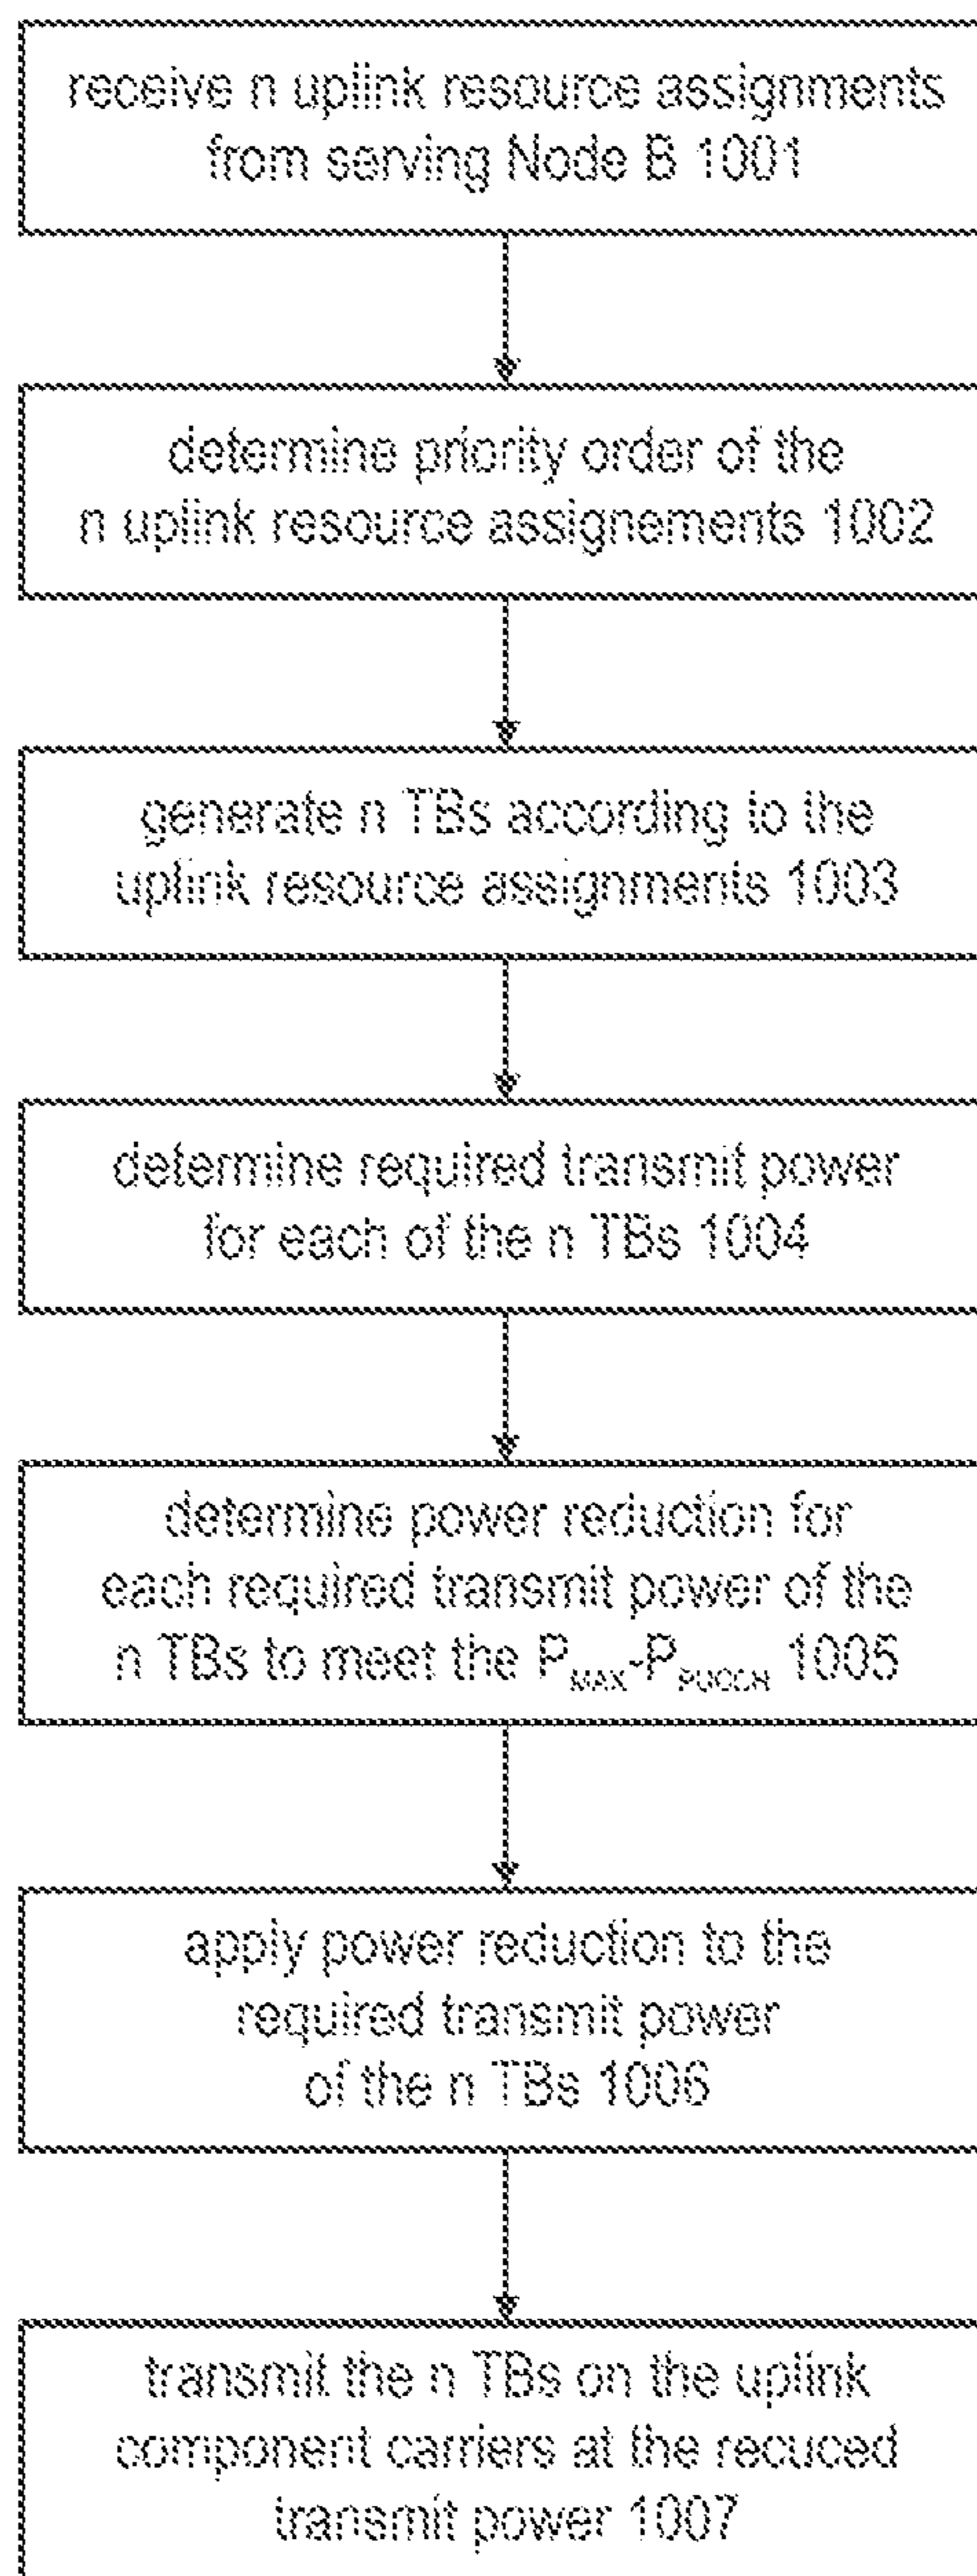 receive n uplink resource assignments
from serving Node B 1001
determine priority order of the
n uplink resource assignements 1002
generate n TBs according to the
uplink resource assignments 1003
determine required transmit power
for each of the n TBs 1004
determine power reduction for
each required transmit power of the
n TBs to meet the P_MAX-P_PUCCH 1005
apply power reduction to the
required transmit power
of the n TBs 1006
transmit the n TBs on the uplink
component carriers at the recuced
transmit power 1007